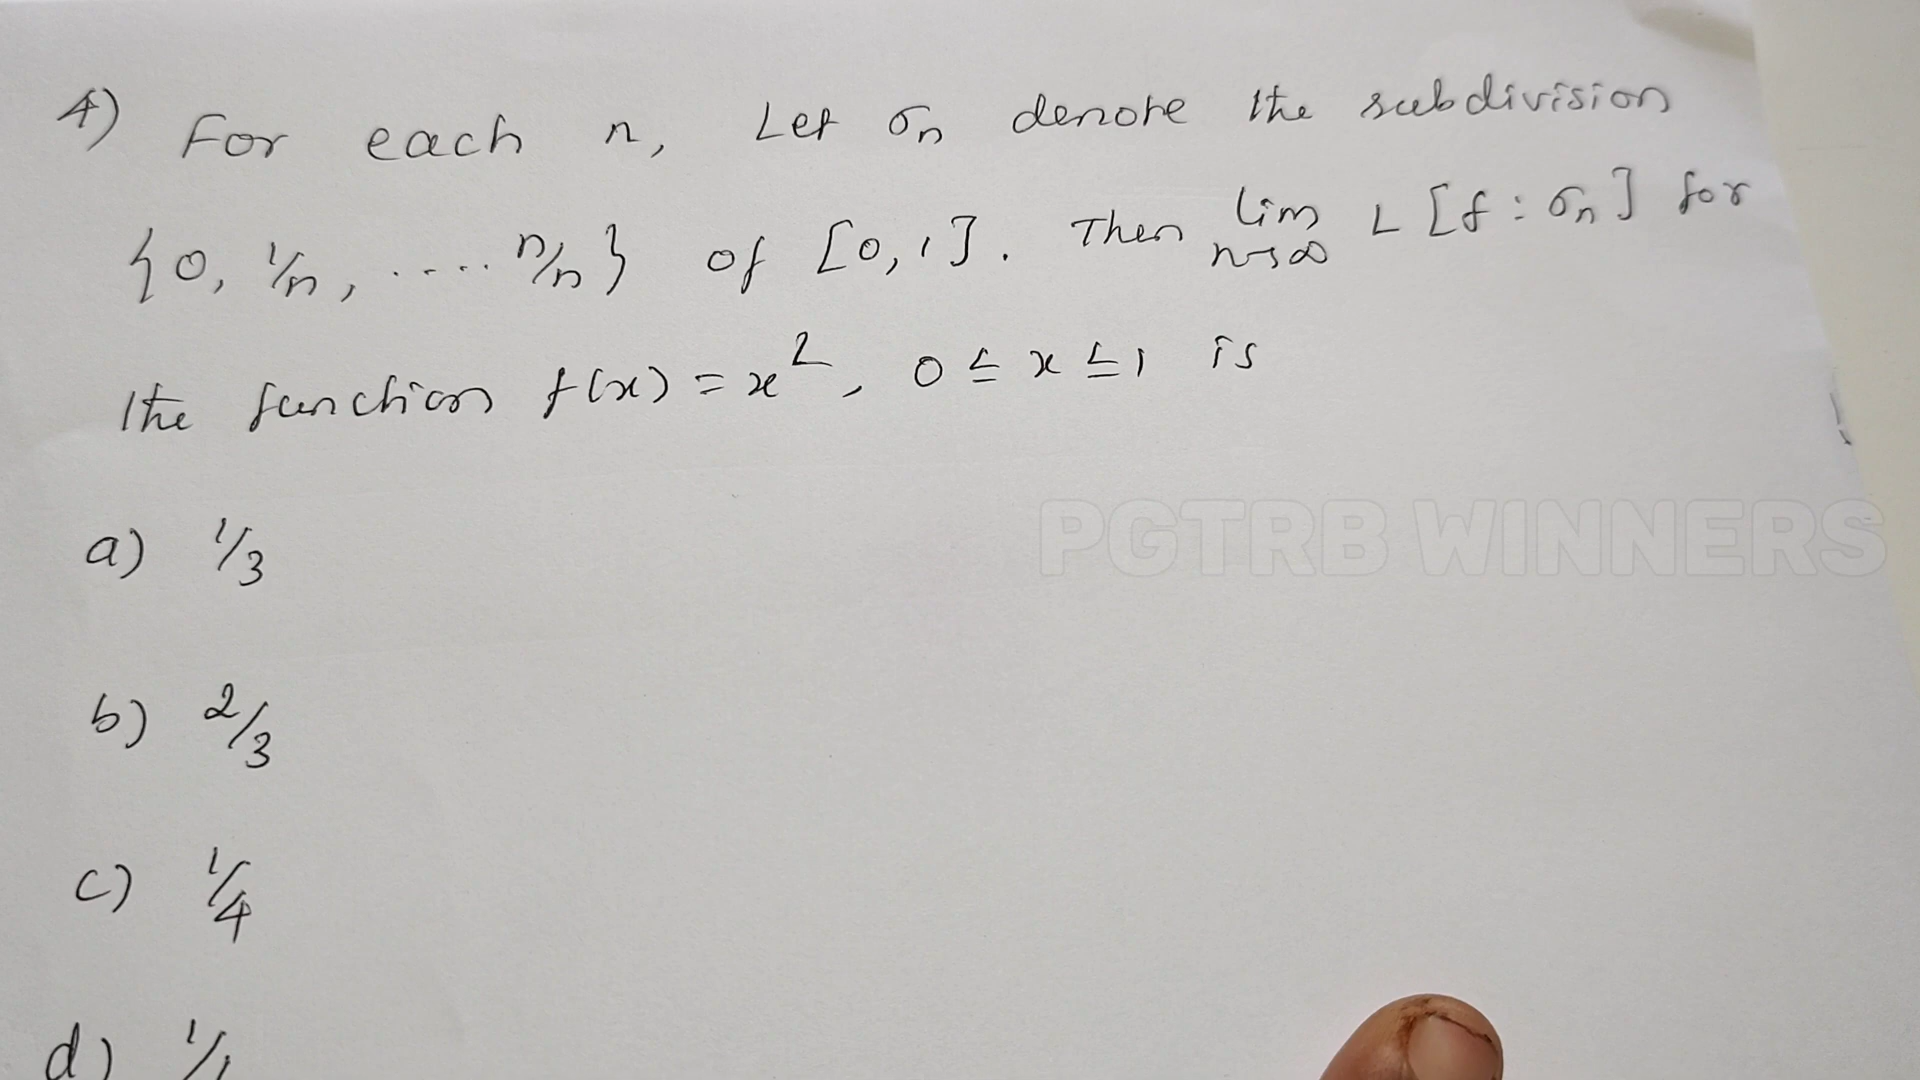 4) For each n, Let σn denote the subdivision
{0, 1/n, .... n/n} of [0,1]. Then lim n→∞ L[f:σn] for
the function f(x) = x², 0 ≤ x ≤ 1 is
a) 1/3
PGTRB WINNERS
b) 2/3
c) 1/4
d)